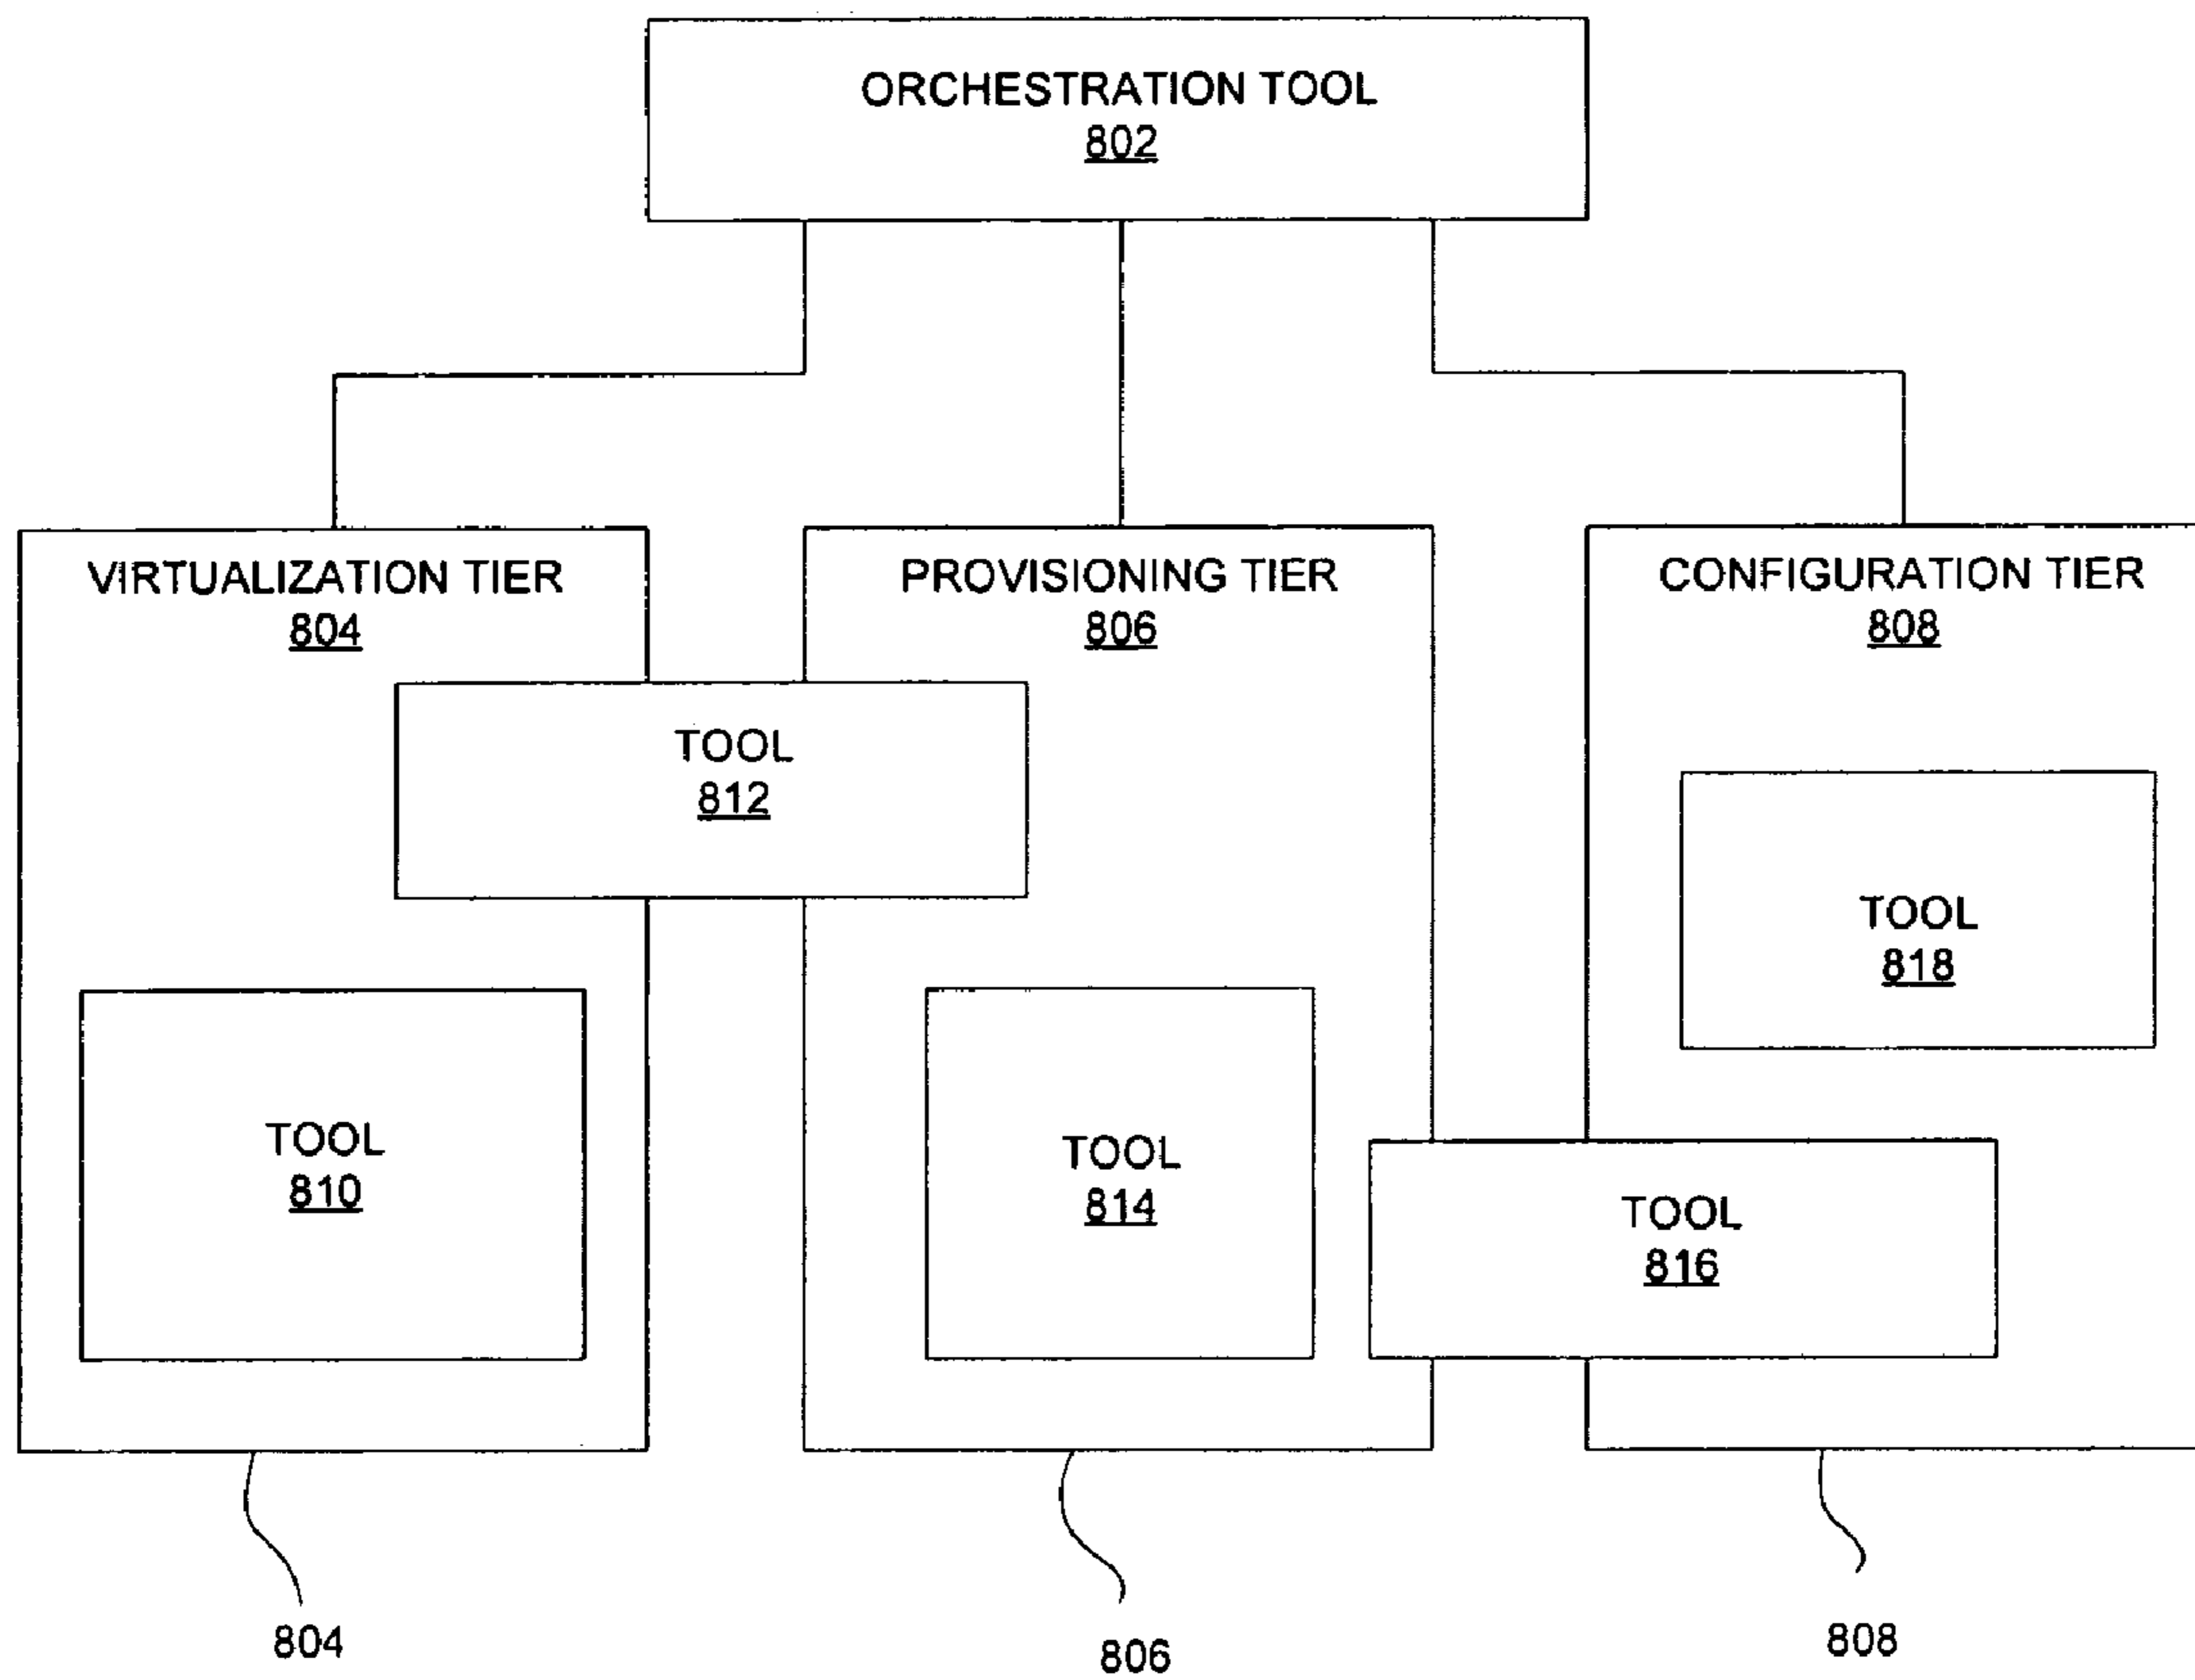 ORCHESTRATION TOOL
802
VIRTUALIZATION TIER
804
PROVISIONING TIER
806
CONFIGURATION TIER
808
TOOL
812
TOOL
818
TOOL
810
TOOL
814
TOOL
816
804
806
808